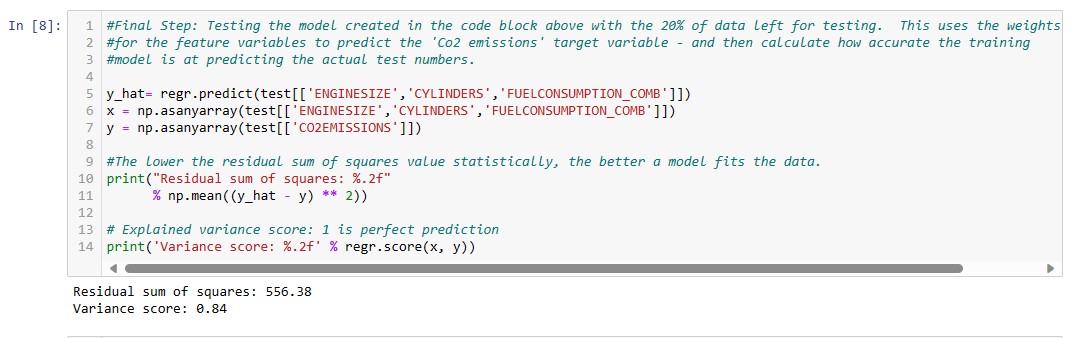 In [8]:
1 #Final Step: Testing the model created in the code block above with the 20% of data left for testing.  This uses the weights
2 #for the feature variables to predict the 'Co2 emissions' target variable - and then calculate how accurate the training
3 #model is at predicting the actual test numbers.
4
5 y_hat= regr.predict(test[['ENGINESIZE','CYLINDERS','FUELCONSUMPTION_COMB']])
6 x = np.asanyarray(test[['ENGINESIZE','CYLINDERS','FUELCONSUMPTION_COMB']])
7 y = np.asanyarray(test[['CO2EMISSIONS']])
8
9 #The lower the residual sum of squares value statistically, the better a model fits the data.
10 print("Residual sum of squares: %.2f"
11       % np.mean((y_hat - y) ** 2))
12
13 # Explained variance score: 1 is perfect prediction
14 print('Variance score: %.2f' % regr.score(x, y))
Residual sum of squares: 556.38
Variance score: 0.84